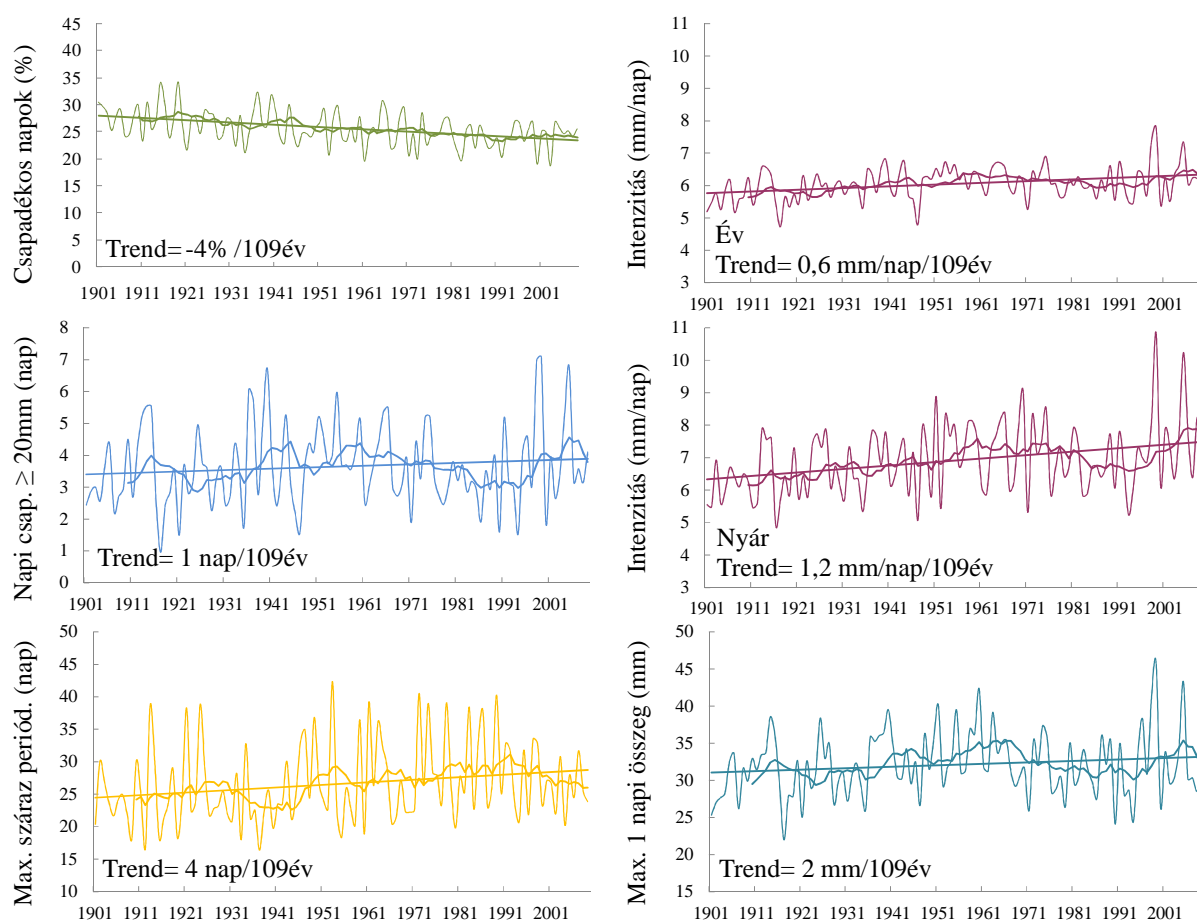 Csapadékos napok (%)
45
40
35
30
25
20
15
10
5
0
Trend= -4% /109év
1901 1911 1921 1931 1941 1951 1961 1971 1981 1991 2001
Intenzitás (mm/nap)
11
10
9
8
7
6
5
4
3
Év
Trend= 0,6 mm/nap/109év
1901 1911 1921 1931 1941 1951 1961 1971 1981 1991 2001
Napi csap. ≥ 20mm (nap)
8
7
6
5
4
3
2
1
0
Trend= 1 nap/109év
1901 1911 1921 1931 1941 1951 1961 1971 1981 1991 2001
Intenzitás (mm/nap)
11
10
9
8
7
6
5
4
3
Nyár
Trend= 1,2 mm/nap/109év
1901 1911 1921 1931 1941 1951 1961 1971 1981 1991 2001
Max. száraz periód. (nap)
50
45
40
35
30
25
20
15
10
Trend= 4 nap/109év
1901 1911 1921 1931 1941 1951 1961 1971 1981 1991 2001
Max. 1 napi összeg (mm)
50
45
40
35
30
25
20
15
Trend= 2 mm/109év
1901 1911 1921 1931 1941 1951 1961 1971 1981 1991 2001